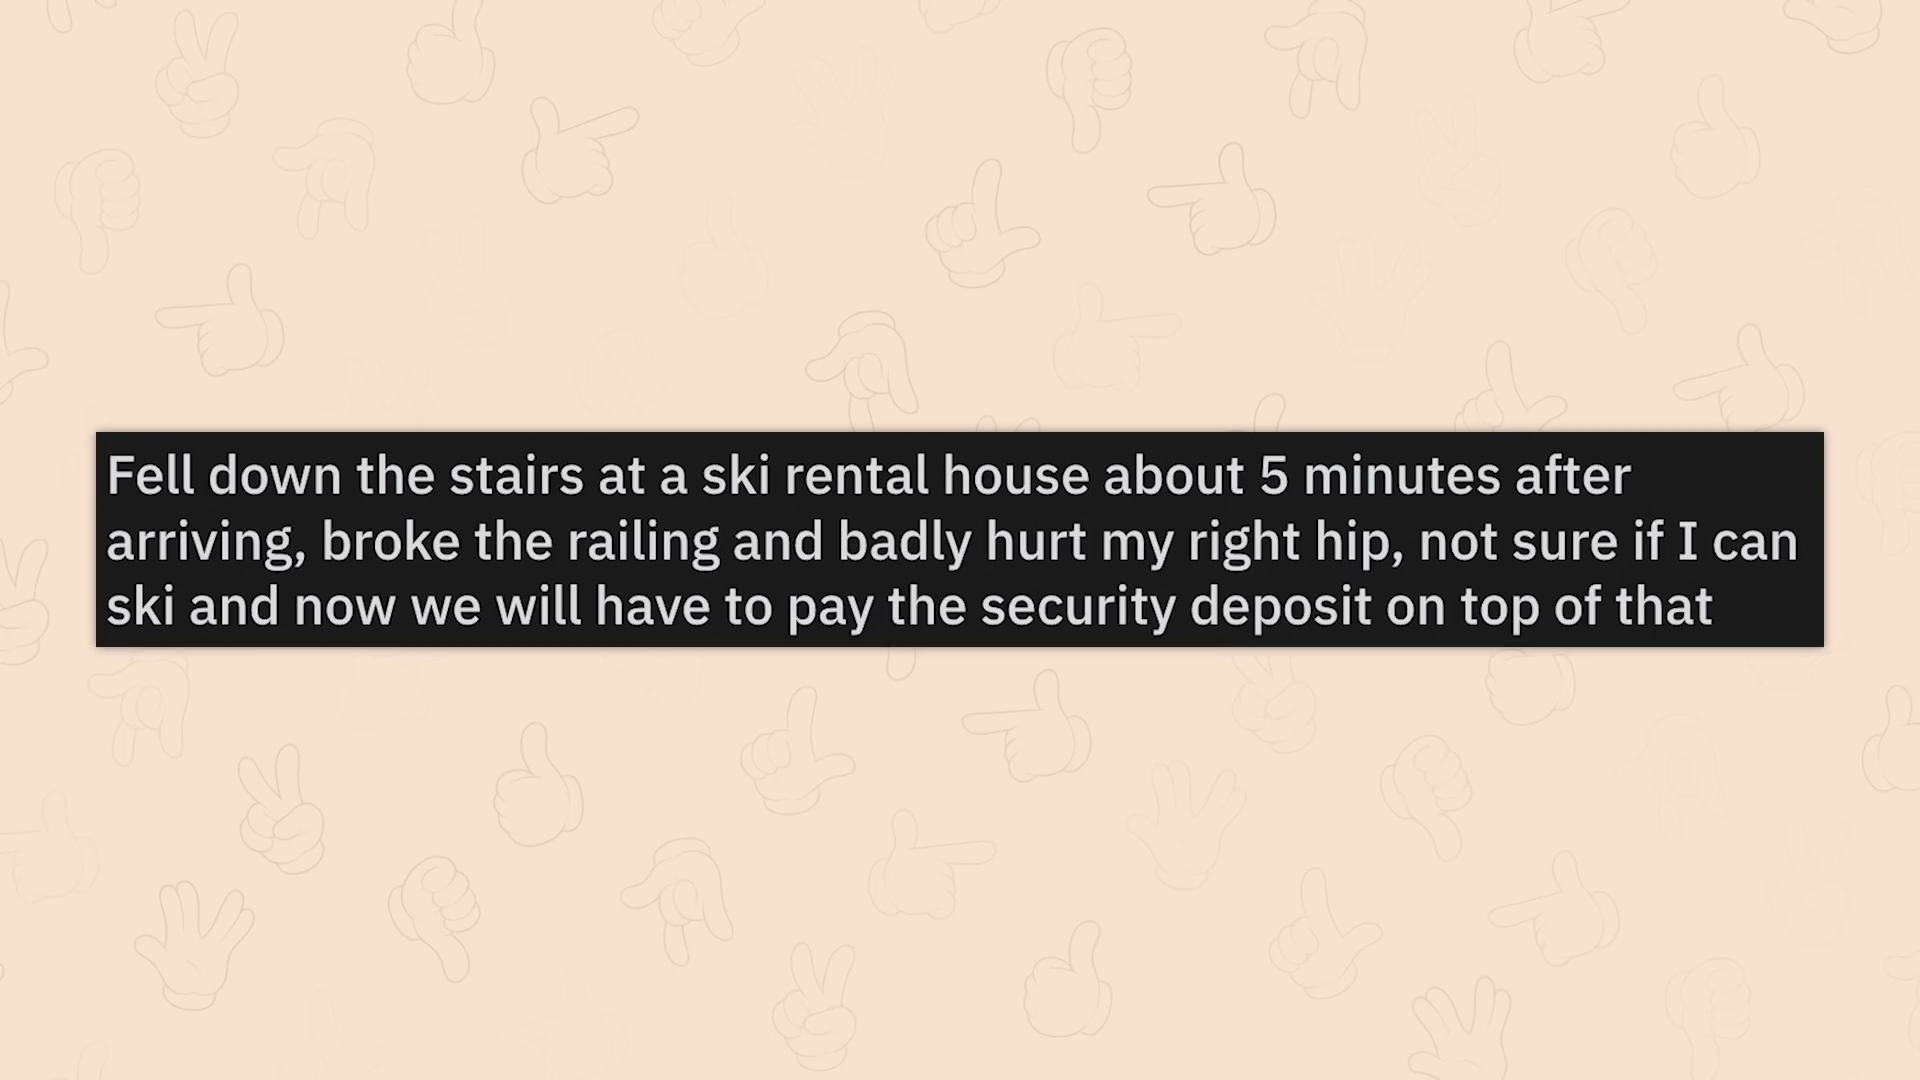 Fell down the stairs at a ski rental house about 5 minutes after
arriving, broke the railing and badly hurt my right hip, not sure if I can
ski and now we will have to pay the security deposit on top of that